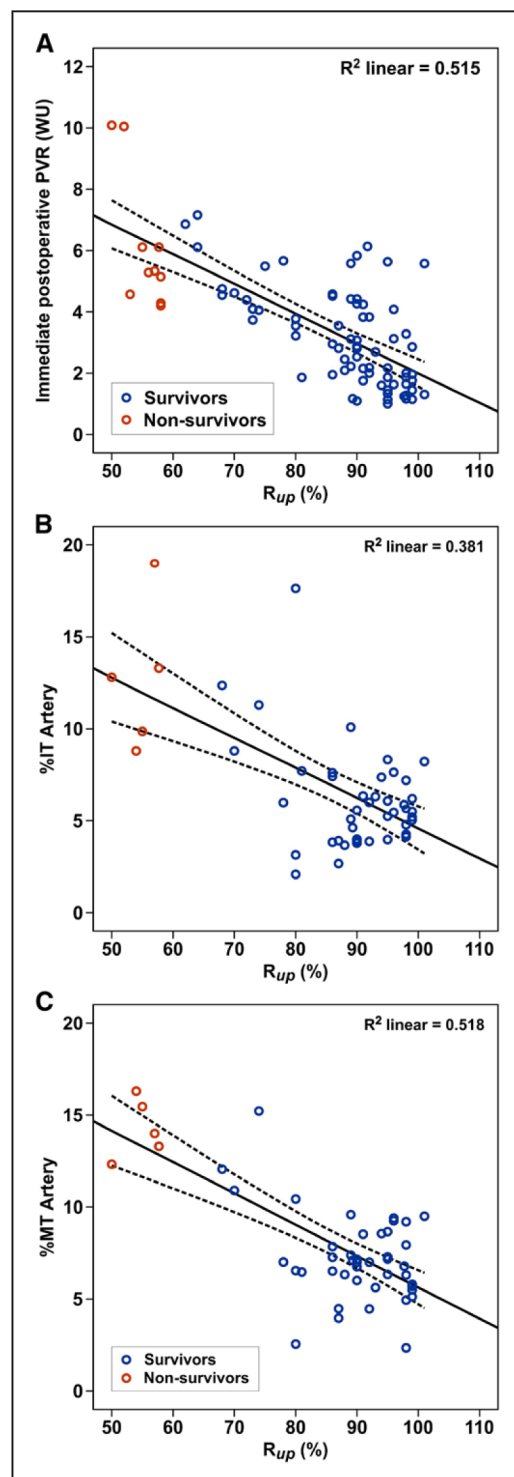 A
R² linear = 0.515
Immediate postoperative PVR (WU)
12
10
8
6
4
2
0
Survivors
Non-survivors
50 60 70 80 90 100 110
Rup (%)
B
R² linear = 0.381
%IT Artery
20
15
10
5
0
50 60 70 80 90 100 110
Rup (%)
C
R² linear = 0.518
%MT Artery
20
15
10
5
0
Survivors
Non-survivors
50 60 70 80 90 100 110
Rup (%)